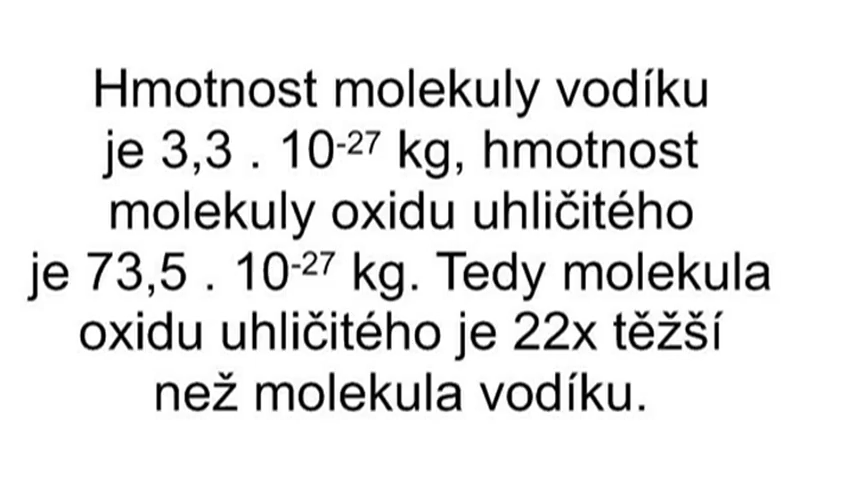 Hmotnost molekuly vodíku
je 3,3 . 10⁻²⁷ kg, hmotnost
molekuly oxidu uhličitého
je 73,5 . 10⁻²⁷ kg. Tedy molekula
oxidu uhličitého je 22x těžší
než molekula vodíku.